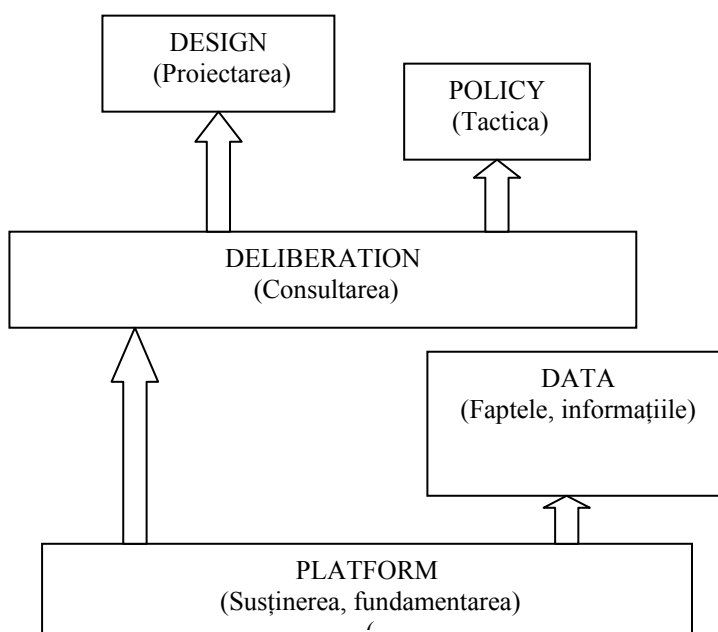 DESIGN
(Proiectarea)
POLICY
(Tactica)
DELIBERATION
(Consultarea)
DATA
(Faptele, informațiile)
PLATFORM
(Susținerea, fundamentarea)
(